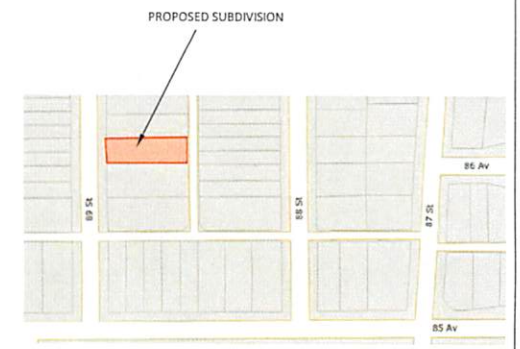 PROPOSED SUBDIVISION
86 Av
89 St
88 St
87 St
85 Av